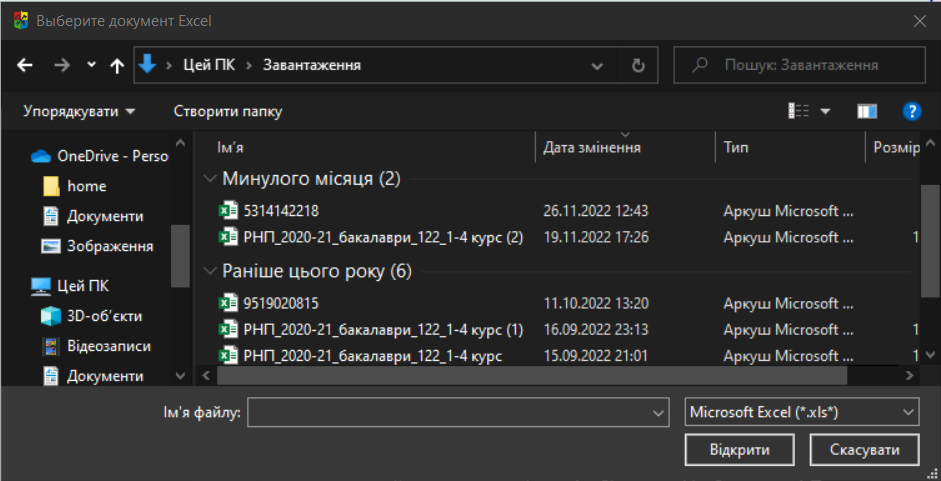 Выберите документ Excel
Цей ПК > Завантаження
Пошук: Завантаження
Упорядкувати
Створити папку
OneDrive - Perso
home
Документи
Зображення
Цей ПК
3D-об'єкти
Відеозаписи
Документи
Ім'я Дата змінення Тип Розмір
Минулого місяця (2)
5314142218 26.11.2022 12:43 Аркуш Microsoft ...
РНП_2020-21_бакалаври_122_1-4 курс (2) 19.11.2022 17:26 Аркуш Microsoft ... 1
Раніше цього року (6)
9519020815 11.10.2022 13:20 Аркуш Microsoft ...
РНП_2020-21_бакалаври_122_1-4 курс (1) 16.09.2022 23:13 Аркуш Microsoft ... 1
РНП_2020-21_бакалаври_122_1-4 курс 15.09.2022 21:01 Аркуш Microsoft ... 1
Ім'я файлу:
Microsoft Excel (*.xls*)
Відкрити
Скасувати